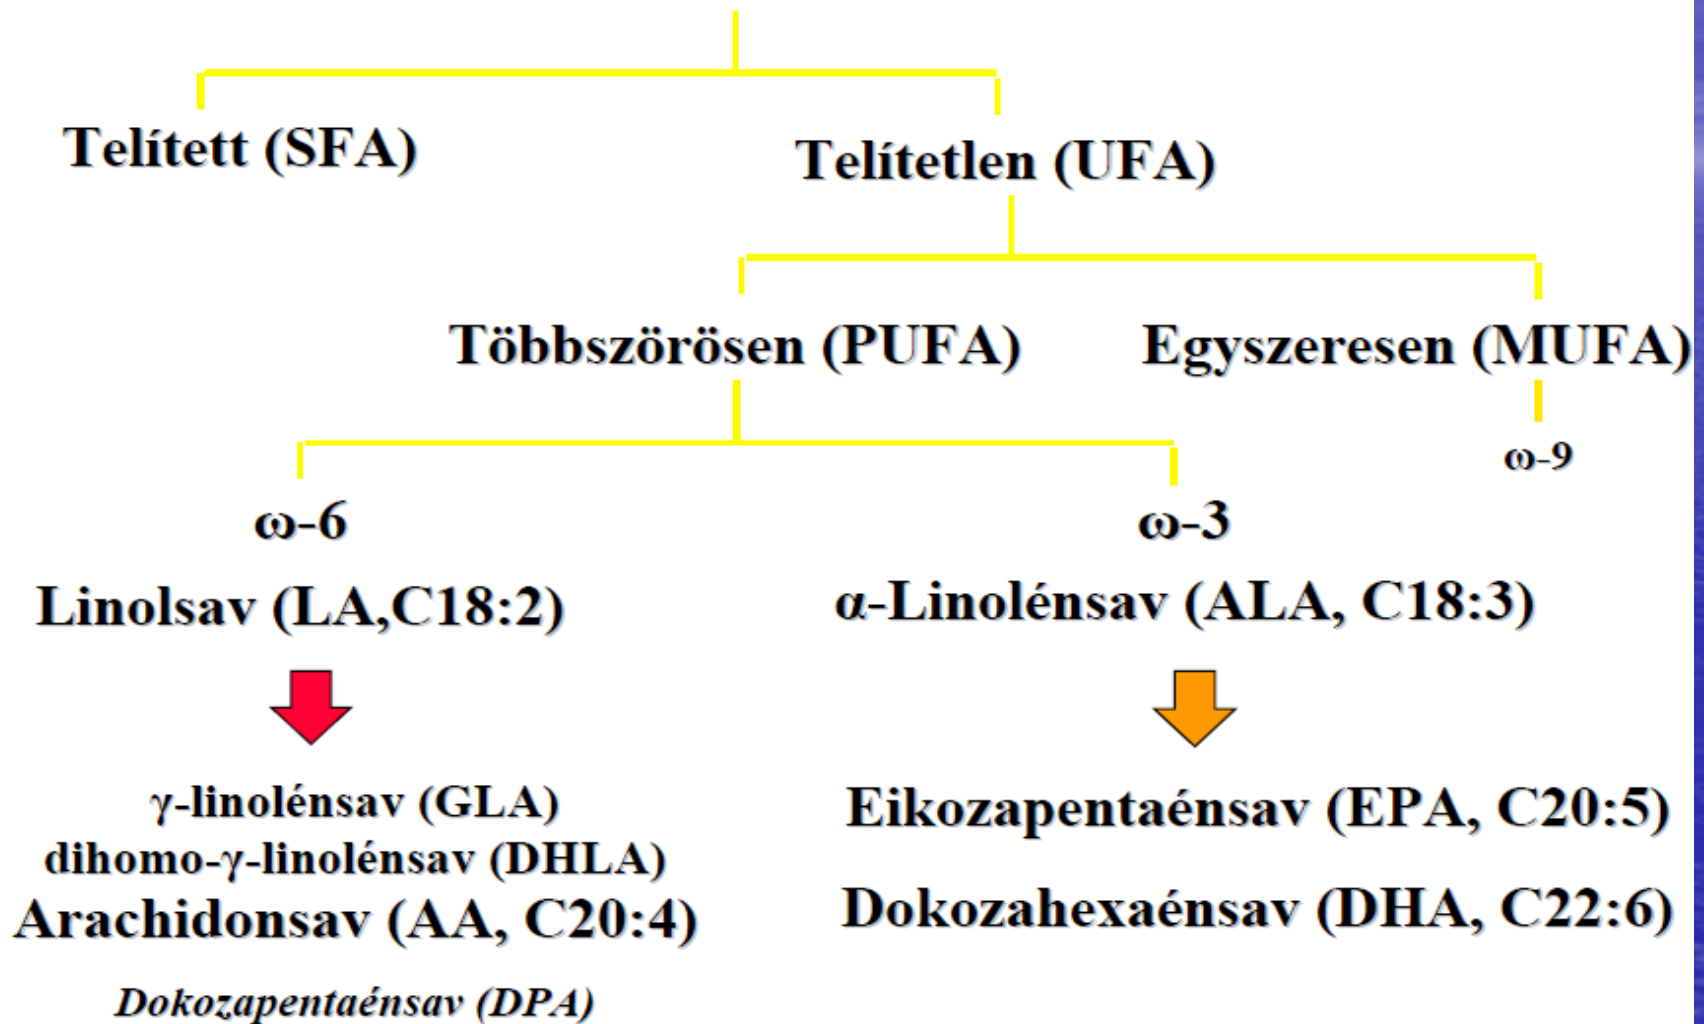 Telített (SFA)
Telítetlen (UFA)
Többszörösen (PUFA)
Egyszeresen (MUFA)
ω-9
ω-6
ω-3
Linolsav (LA,C18:2)
α-Linolénsav (ALA, C18:3)
γ-linolénsav (GLA)
dihomo-γ-linolénsav (DHLA)
Arachidonsav (AA, C20:4)
Dokozapentaénsav (DPA)
Eikozapentaénsav (EPA, C20:5)
Dokozahexaénsav (DHA, C22:6)